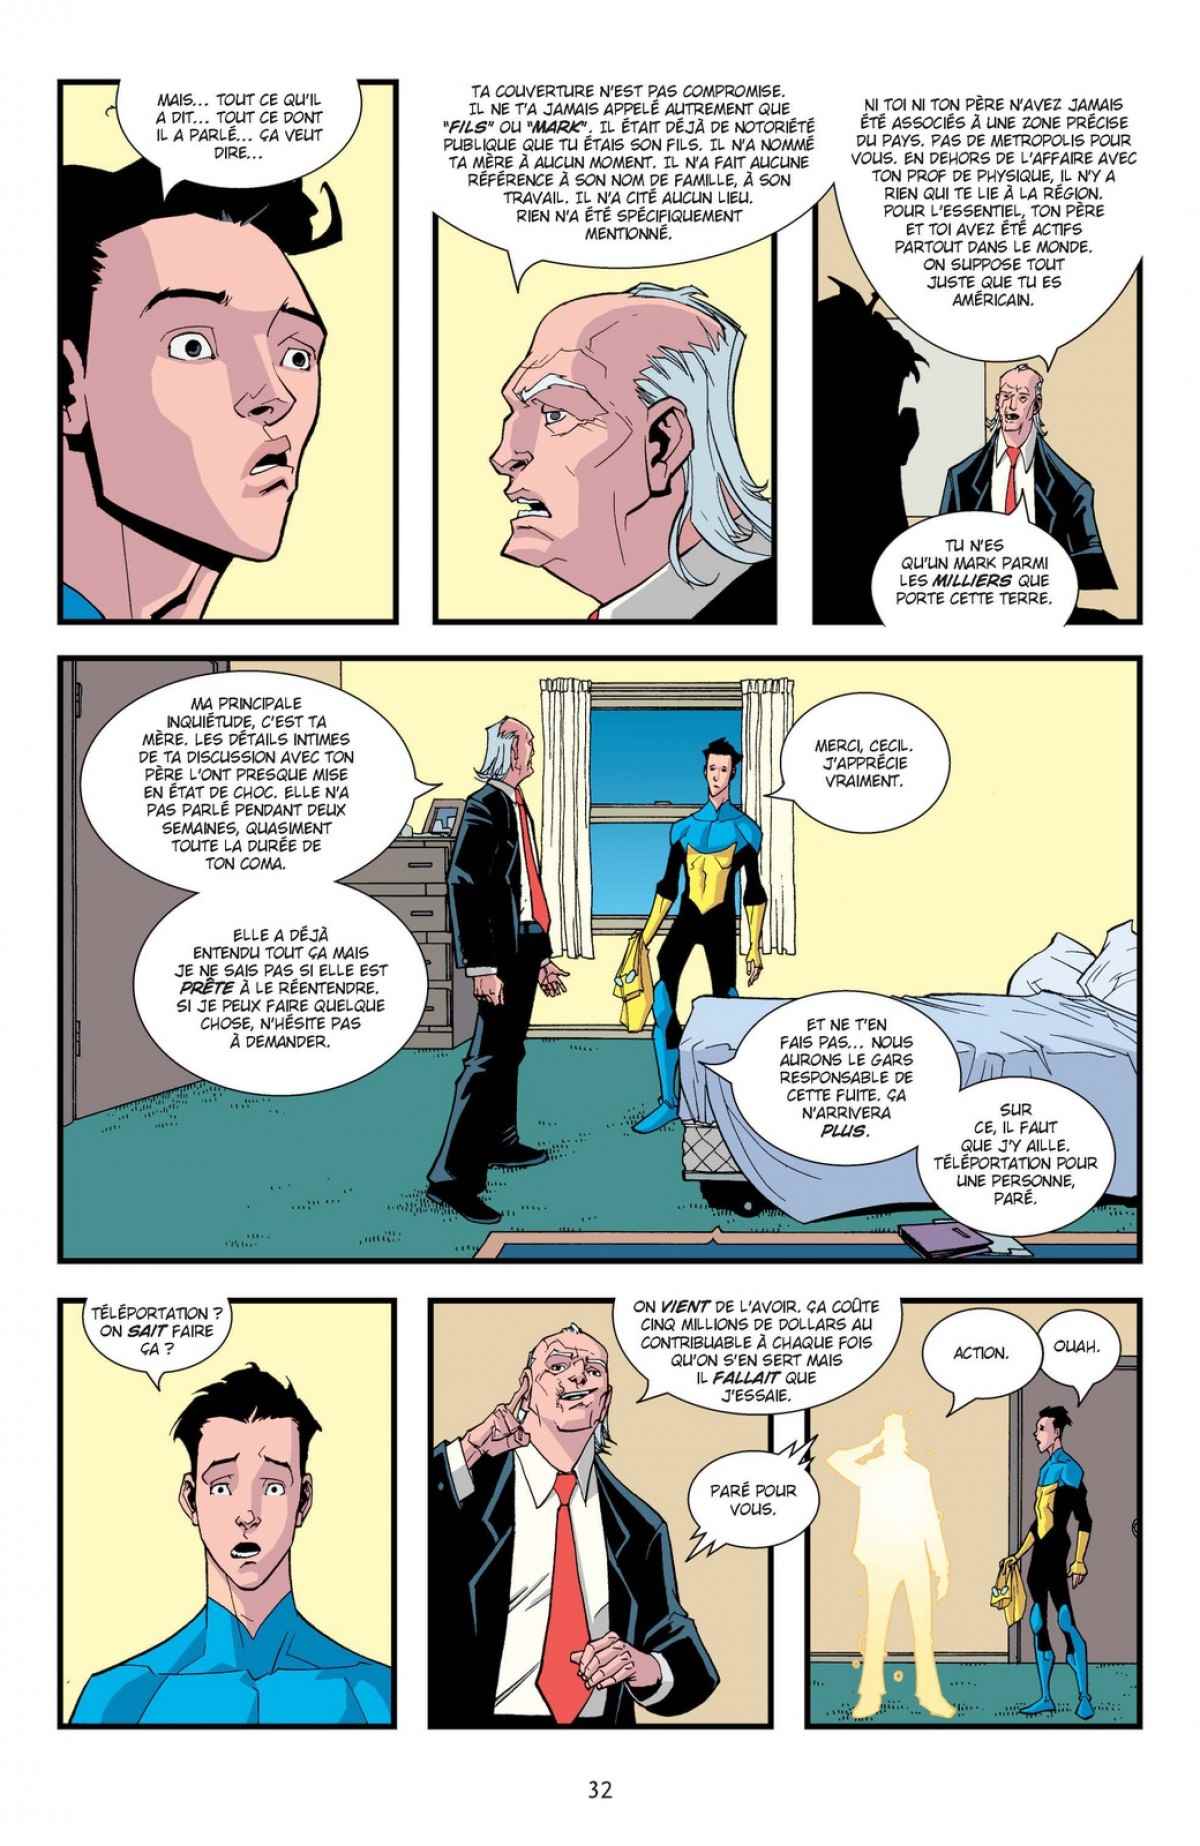 MAIS... TOUT CE QU'IL
A DIT... TOUT CE DONT
IL A PARLÉ... ÇA VEUT
DIRE...
TA COUVERTURE N'EST PAS COMPROMISE.
IL NE T'A JAMAIS APPELÉ AUTREMENT QUE
"FILS" OU "MARK". IL ÉTAIT DÉJÀ DE NOTORIÉTÉ
PUBLIQUE QUE TU ÉTAIS SON FILS. IL N'A NOMMÉ
TA MÈRE À AUCUN MOMENT. IL N'A FAIT AUCUNE
RÉFÉRENCE À SON NOM DE FAMILLE, À SON
TRAVAIL. IL N'A CITÉ AUCUN LIEU.
RIEN N'A ÉTÉ SPÉCIFIQUEMENT
MENTIONNÉ.
NI TOI NI TON PÈRE N'AVEZ JAMAIS
ÉTÉ ASSOCIÉS À UNE ZONE PRÉCISE
DU PAYS. PAS DE METROPOLIS POUR
VOUS. EN DEHORS DE L'AFFAIRE AVEC
TON PROF DE PHYSIQUE, IL N'Y A
RIEN QUI TE LIE À LA RÉGION.
POUR L'ESSENTIEL, TON PÈRE
ET TOI AVEZ ÉTÉ ACTIFS
PARTOUT DANS LE MONDE.
ON SUPPOSE TOUT
JUSTE QUE TU ES
AMÉRICAIN.
TU N'ES
QU'UN MARK PARMI
LES MILLIERS QUE
PORTE CETTE TERRE.
MA PRINCIPALE
INQUIÉTUDE, C'EST TA
MÈRE. LES DÉTAILS INTIMES
DE TA DISCUSSION AVEC TON
PÈRE L'ONT PRESQUE MISE
EN ÉTAT DE CHOC. ELLE N'A
PAS PARLÉ PENDANT DEUX
SEMAINES, QUASIMENT
TOUTE LA DURÉE DE
TON COMA.
ELLE A DÉJÀ
ENTENDU TOUT ÇA MAIS
JE NE SAIS PAS SI ELLE EST
PRÊTE À LE RÉENTENDRE.
SI JE PEUX FAIRE QUELQUE
CHOSE, N'HÉSITE PAS
À DEMANDER.
MERCI, CECIL.
J'APPRÉCIE
VRAIMENT.
ET NE T'EN
FAIS PAS... NOUS
AURONS LE GARS
RESPONSABLE DE
CETTE FUITE. ÇA
N'ARRIVERA
PLUS.
SUR
CE, IL FAUT
QUE J'Y AILLE.
TÉLÉPORTATION POUR
UNE PERSONNE,
PARÉ.
TÉLÉPORTATION ?
ON SAIT FAIRE
ÇA ?
ON VIENT DE L'AVOIR. ÇA COÛTE
CINQ MILLIONS DE DOLLARS AU
CONTRIBUABLE À CHAQUE FOIS
QU'ON S'EN SERT MAIS
IL FALLAIT QUE
J'ESSAIE.
PARÉ POUR
VOUS.
ACTION.
OUAH.
32